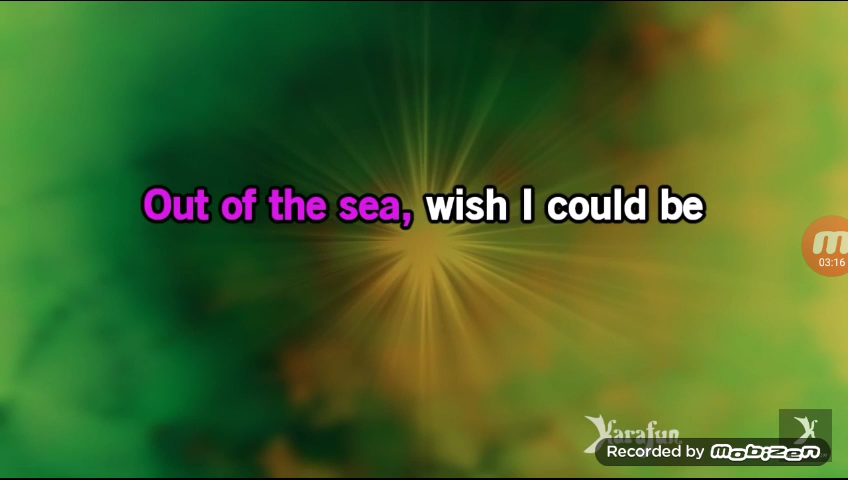 Out of the sea, wish I could be
03:16
Karafun
Recorded by mobizen